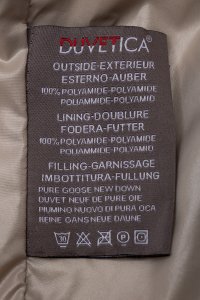 DUVETICA®
OUTSIDE-EXTERIEUR
ESTERNO-AUBER
100% POLYAMIDE-POLYAMIDE
POLIAMMIDE-POLYAMID
LINING-DOUBLURE
FODERA-FUTTER
100% POLYAMIDE-POLYAMIDE
POLIAMMIDE-POLYAMID
FILLING-GARNISSAGE
IMBOTTITURA-FULLUNG
PURE GOOSE NEW DOWN
DUVET NEUF DE PURE OIE
PIUMINO NUOVO DI PURA OCA
REINE GANS NEUE DAUNE
30 P